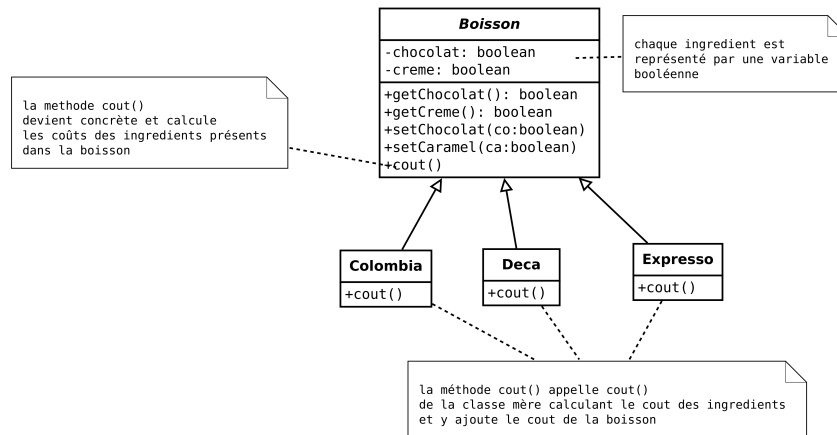 Boisson
-chocolat: boolean
-creme: boolean
+getChocolat(): boolean
+getCreme(): boolean
+setChocolat(co:boolean)
+setCaramel(ca:boolean)
+cout()
chaque ingredient est
représenté par une variable
booléenne
la methode cout()
devient concrète et calcule
les coûts des ingredients présents
dans la boisson
Colombia
+cout()
Deca
+cout()
Expresso
+cout()
la méthode cout() appelle cout()
de la classe mère calculant le cout des ingredients
et y ajoute le cout de la boisson